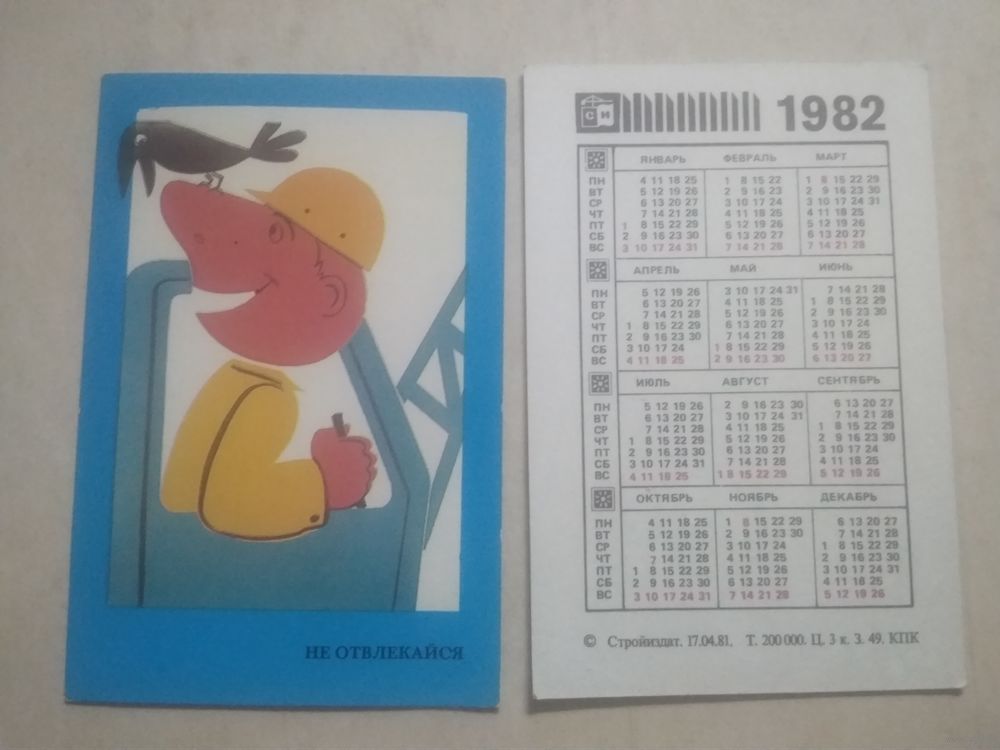 НЕ ОТВЛЕКАЙСЯ
СИ 1982
ЯНВАРЬ ФЕВРАЛЬ МАРТ
ПН 4 11 18 25 1 8 15 22 1 8 15 22 29
ВТ 5 12 19 26 2 9 16 23 2 9 16 23 30
СР 6 13 20 27 3 10 17 24 3 10 17 24 31
ЧТ 7 14 21 28 4 11 18 25 4 11 18 25
ПТ 1 8 15 22 29 5 12 19 26 5 12 19 26
СБ 2 9 16 23 30 6 13 20 27 6 13 20 27
ВС 3 10 17 24 31 7 14 21 28 7 14 21 28
АПРЕЛЬ МАЙ ИЮНЬ
ПН 5 12 19 26 3 10 17 24 31 7 14 21 28
ВТ 6 13 20 27 4 11 18 25 1 8 15 22 29
СР 7 14 21 28 5 12 19 26 2 9 16 23 30
ЧТ 1 8 15 22 29 6 13 20 27 3 10 17 24
ПТ 2 9 16 23 30 7 14 21 28 4 11 18 25
СБ 3 10 17 24 1 8 15 22 29 5 12 19 26
ВС 4 11 18 25 2 9 16 23 30 6 13 20 27
ИЮЛЬ АВГУСТ СЕНТЯБРЬ
ПН 5 12 19 26 2 9 16 23 30 6 13 20 27
ВТ 6 13 20 27 3 10 17 24 31 7 14 21 28
СР 7 14 21 28 4 11 18 25 1 8 15 22 29
ЧТ 1 8 15 22 29 5 12 19 26 2 9 16 23 30
ПТ 2 9 16 23 30 6 13 20 27 3 10 17 24
СБ 3 10 17 24 31 7 14 21 28 4 11 18 25
ВС 4 11 18 25 1 8 15 22 29 5 12 19 26
ОКТЯБРЬ НОЯБРЬ ДЕКАБРЬ
ПН 4 11 18 25 1 8 15 22 29 6 13 20 27
ВТ 5 12 19 26 2 9 16 23 30 7 14 21 28
СР 6 13 20 27 3 10 17 24 1 8 15 22 29
ЧТ 7 14 21 28 4 11 18 25 2 9 16 23 30
ПТ 1 8 15 22 29 5 12 19 26 3 10 17 24 31
СБ 2 9 16 23 30 6 13 20 27 4 11 18 25
ВС 3 10 17 24 31 7 14 21 28 5 12 19 26
© Стройиздат. 17.04.81. Т. 200 000. Ц. 3 к. З. 49. КПК